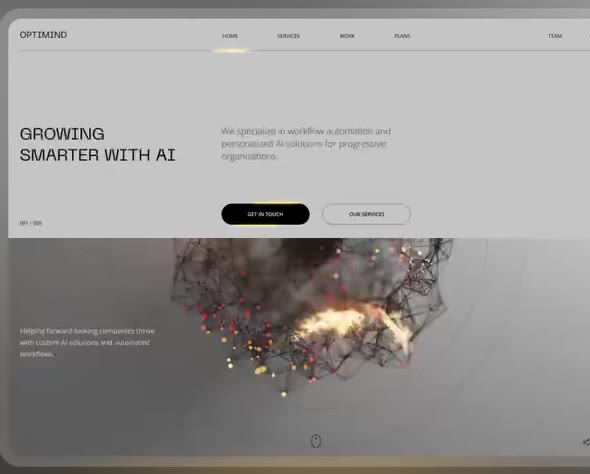 OPTIMIND
HOME
SERVICES
WORK
PLANS
TEAM
GROWING
SMARTER WITH AI
We specialize in workflow automation and
personalized AI-solutions for progressive
organizations.
GET IN TOUCH
OUR SERVICES
001 / 005
Helping forward-looking companies thrive
with custom AI solutions and automated
workflows.